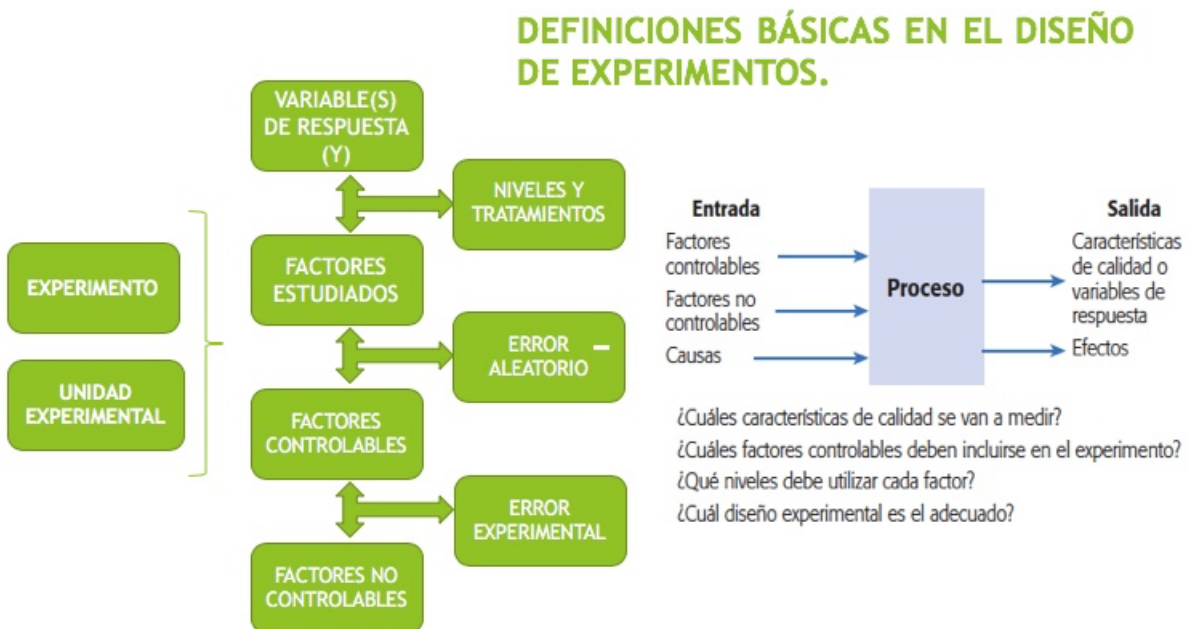 DEFINICIONES BÁSICAS EN EL DISEÑO
DE EXPERIMENTOS.
VARIABLE(S)
DE RESPUESTA
(Y)
NIVELES Y
TRATAMIENTOS
EXPERIMENTO
UNIDAD
EXPERIMENTAL
FACTORES
ESTUDIADOS
ERROR
ALEATORIO
FACTORES
CONTROLABLES
ERROR
EXPERIMENTAL
FACTORES NO
CONTROLABLES
Entrada
Factores
controlables
Factores no
controlables
Causas
Proceso
Salida
Características
de calidad o
variables de
respuesta
Efectos
¿Cuáles características de calidad se van a medir?
¿Cuáles factores controlables deben incluirse en el experimento?
¿Qué niveles debe utilizar cada factor?
¿Cuál diseño experimental es el adecuado?